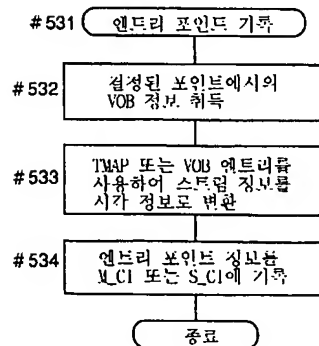 #531 엔트리 포인트 기록
#532 결정된 포인트에서의
VOB 정보 취득
#533 TMAP 또는 VOB 엔트리를
사용하여 스트림 정보를
시각 정보로 변환
#534 엔트리 포인트 정보를
M_CI 또는 S_CI에 기록
종료